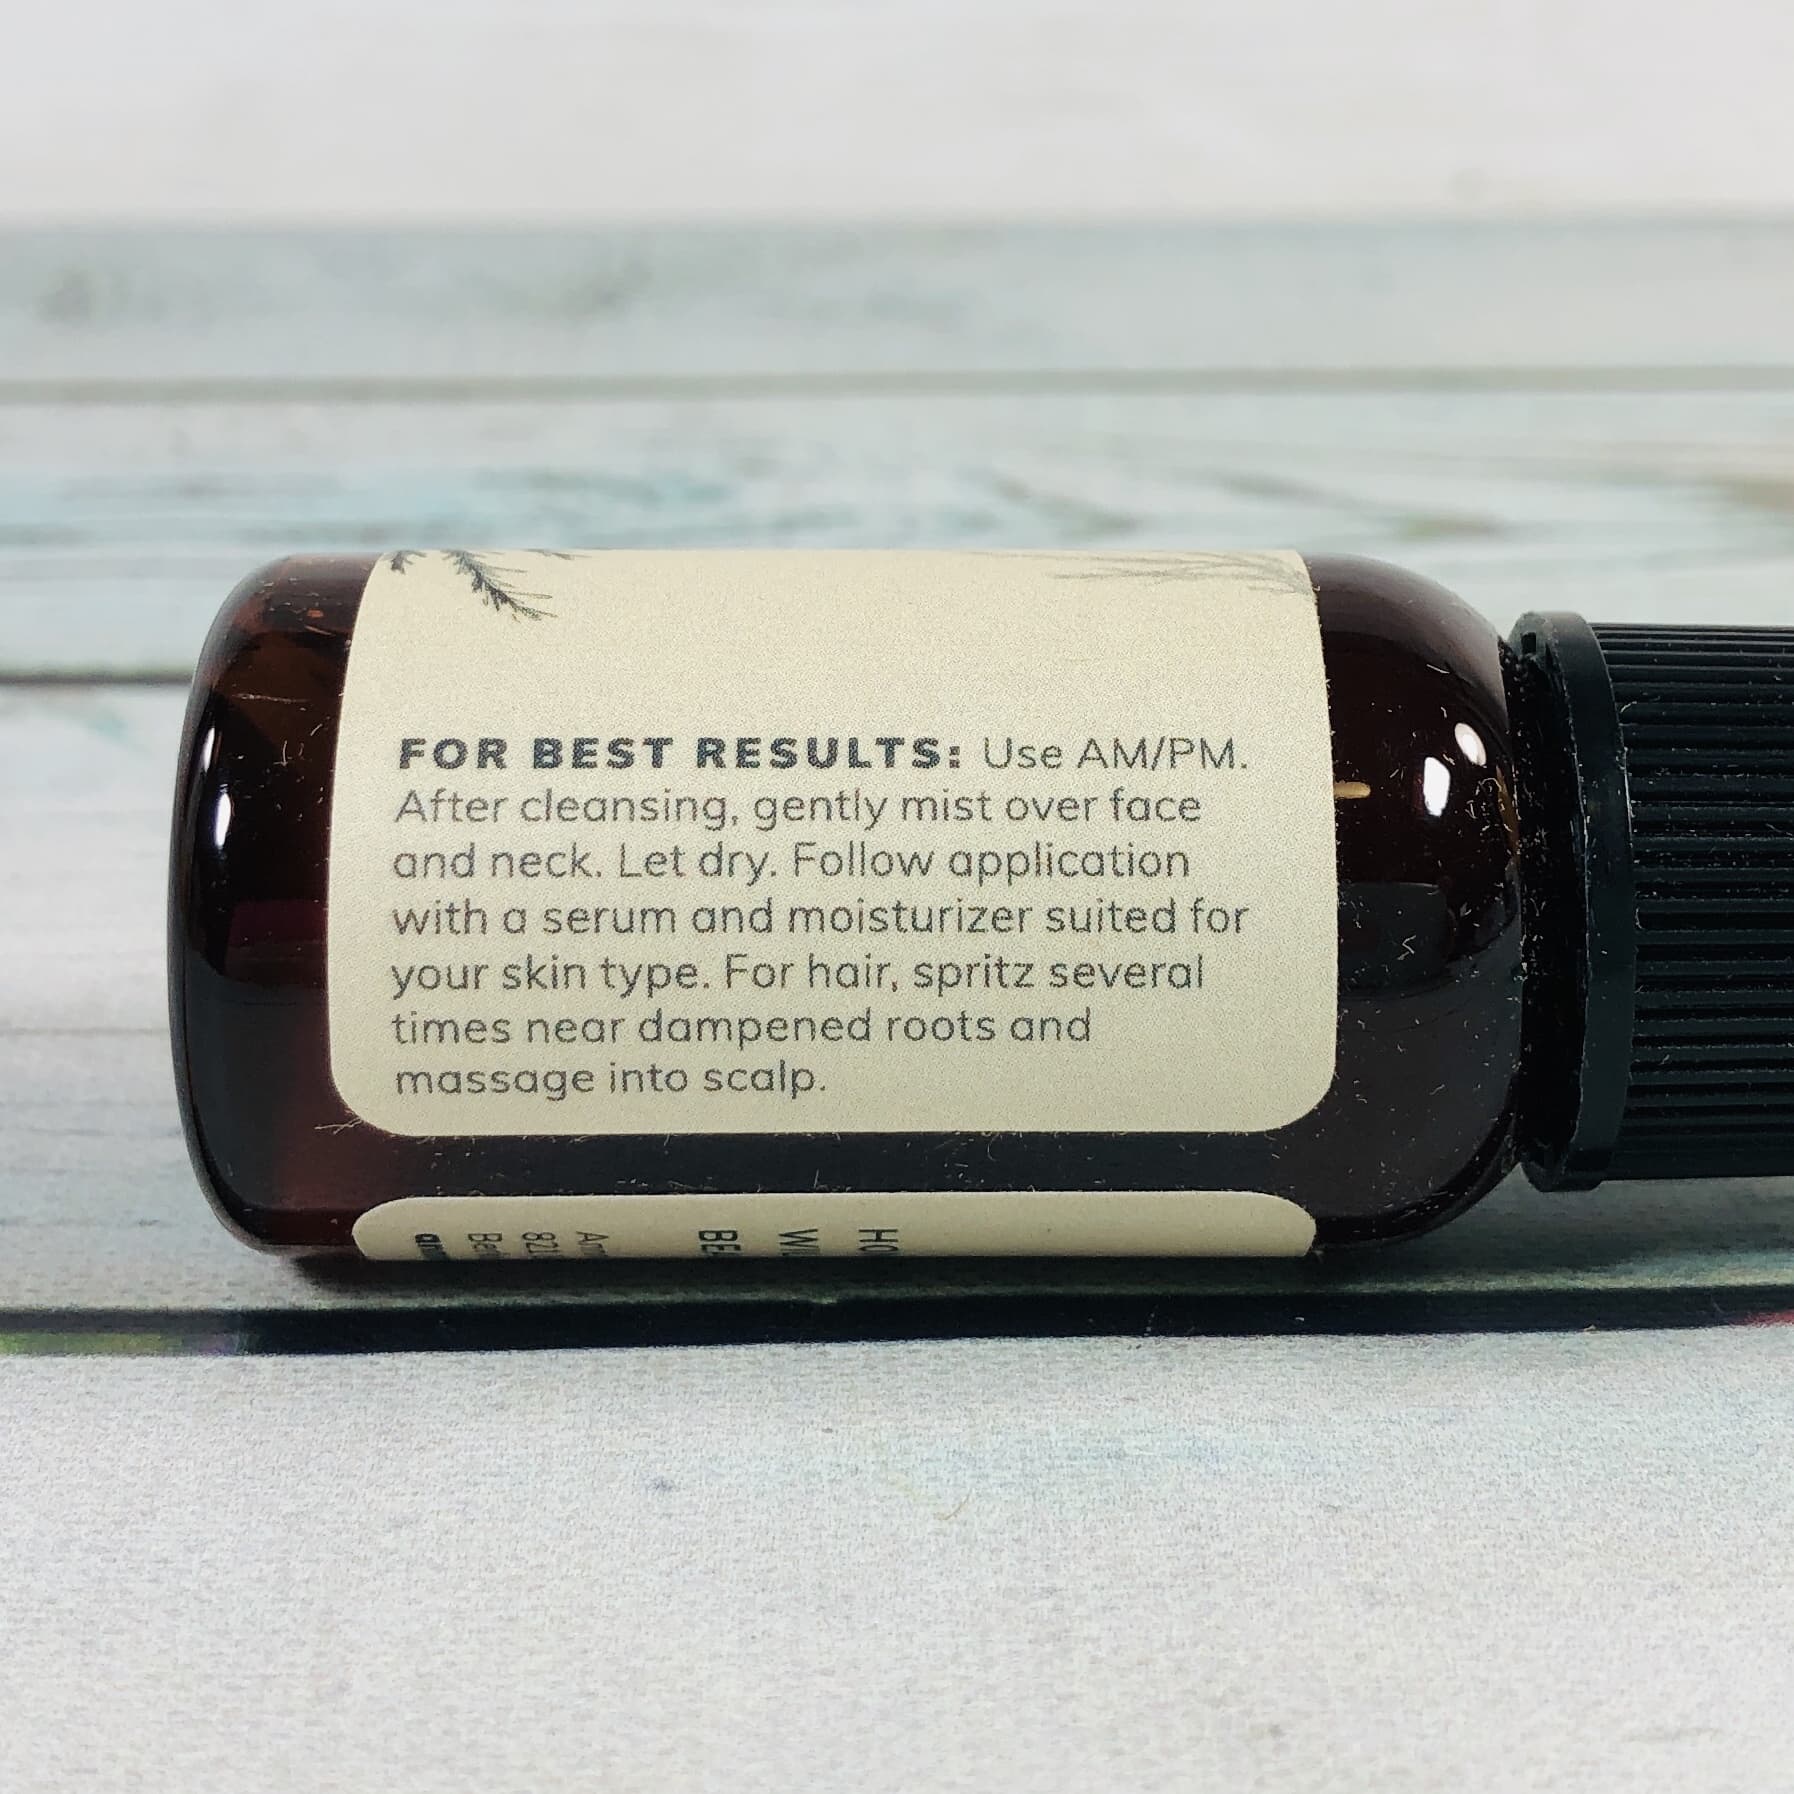 FOR BEST RESULTS: Use AM/PM.
After cleansing, gently mist over face
and neck. Let dry. Follow application
with a serum and moisturizer suited for
your skin type. For hair, spritz several
times near dampened roots and
massage into scalp.